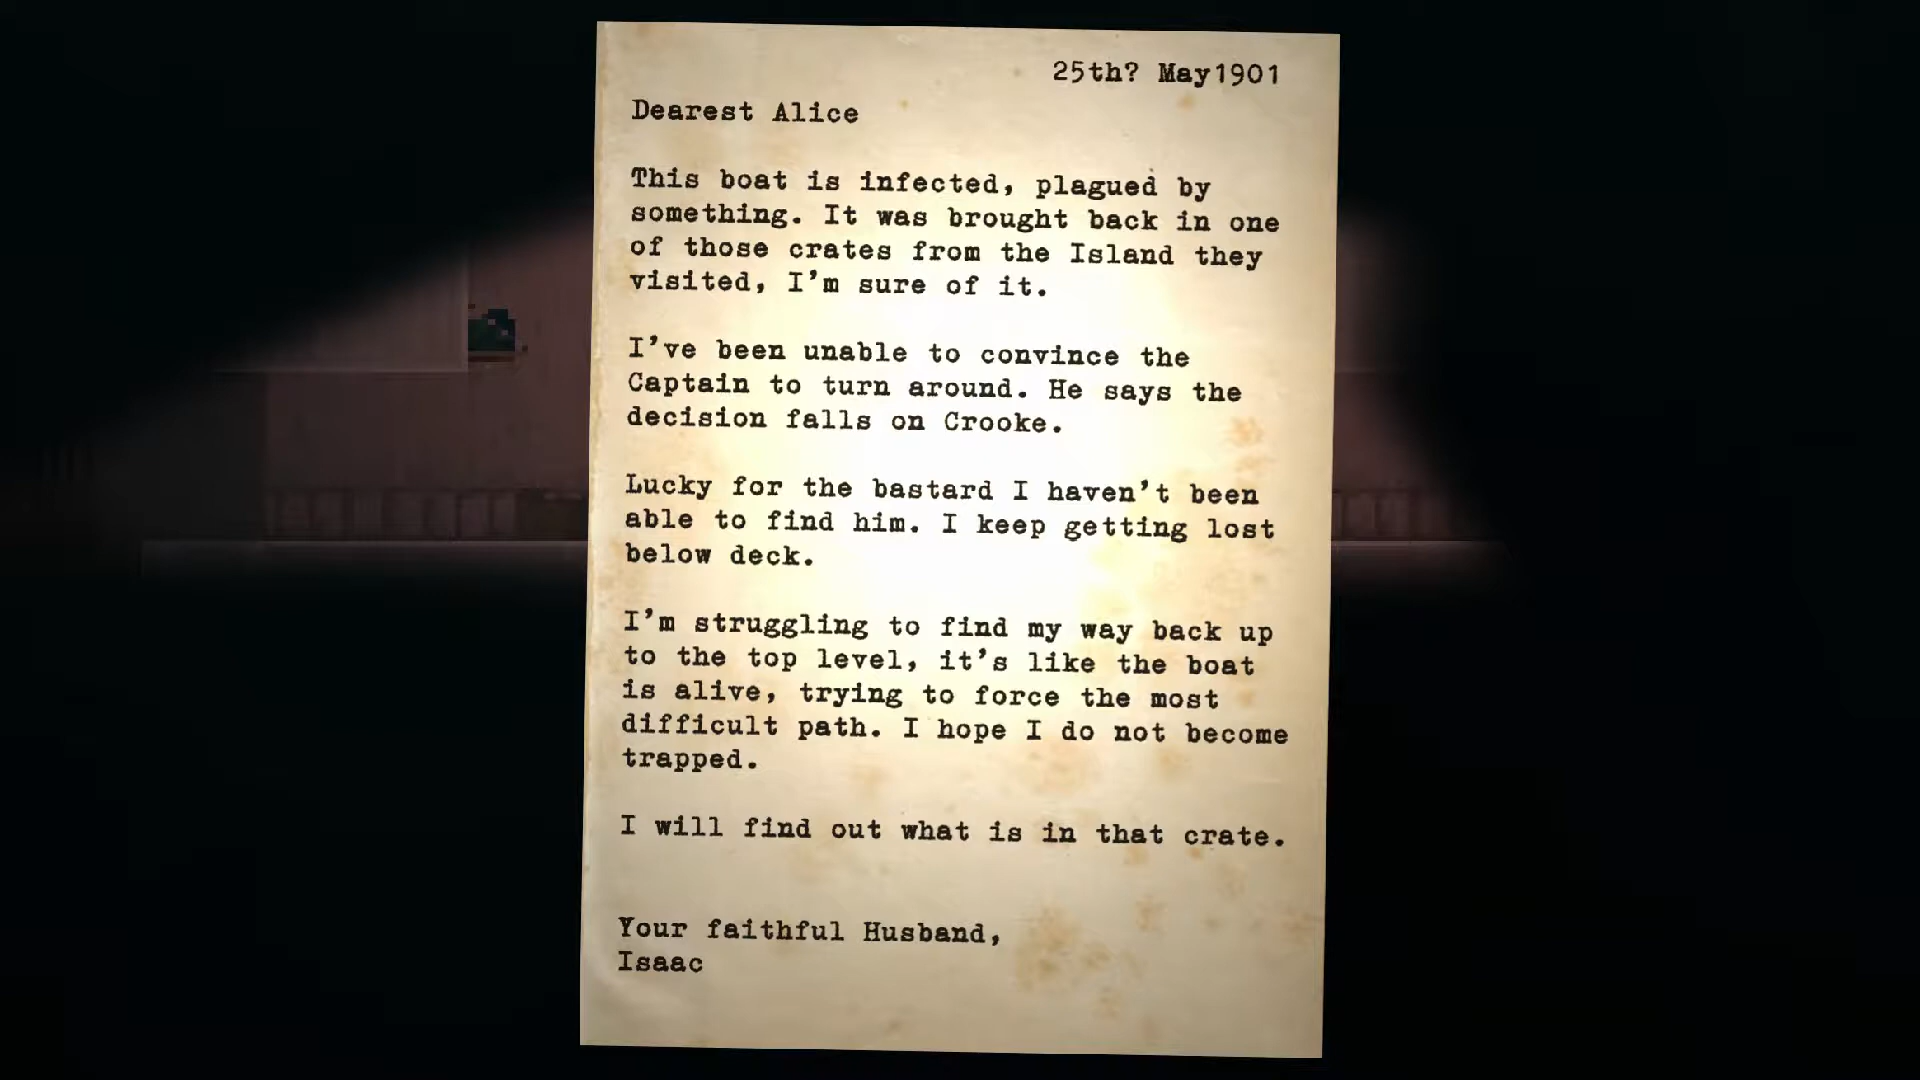 25th? May1901
Dearest Alice
This boat is infected, plagued by
something. It was brought back in one
of those crates from the Island they
visited, I'm sure of it.
I've been unable to convince the
Captain to turn around. He says the
decision falls on Crooke.
Lucky for the bastard I haven't been
able to find him. I keep getting lost
below deck.
I'm struggling to find my way back up
to the top level, it's like the boat
is alive, trying to force the most
difficult path. I hope I do not become
trapped.
I will find out what is in that crate.
Your faithful Husband,
Isaac